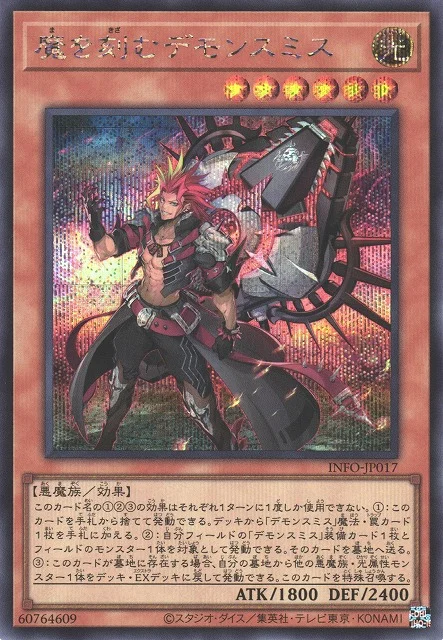 魔を刻むデモンスミス
光
INFO-JP017
【悪魔族／効果】
このカード名の①②③の効果はそれぞれ1ターンに1度しか使用できない。①：この
カードを手札から捨てて発動できる。デッキから「デモンスミス」魔法・罠カード
1枚を手札に加える。②：自分フィールドの「デモンスミス」装備カード1枚と
フィールドのモンスター1体を対象として発動できる。そのカードを墓地へ送る。
③：このカードが墓地に存在する場合、自分の墓地から他の悪魔族・光属性モン
スター1体をデッキ・EXデッキに戻して発動できる。このカードを特殊召喚する。
ATK/1800 DEF/2400
60764609
©スタジオ・ダイス／集英社・テレビ東京・KONAMI